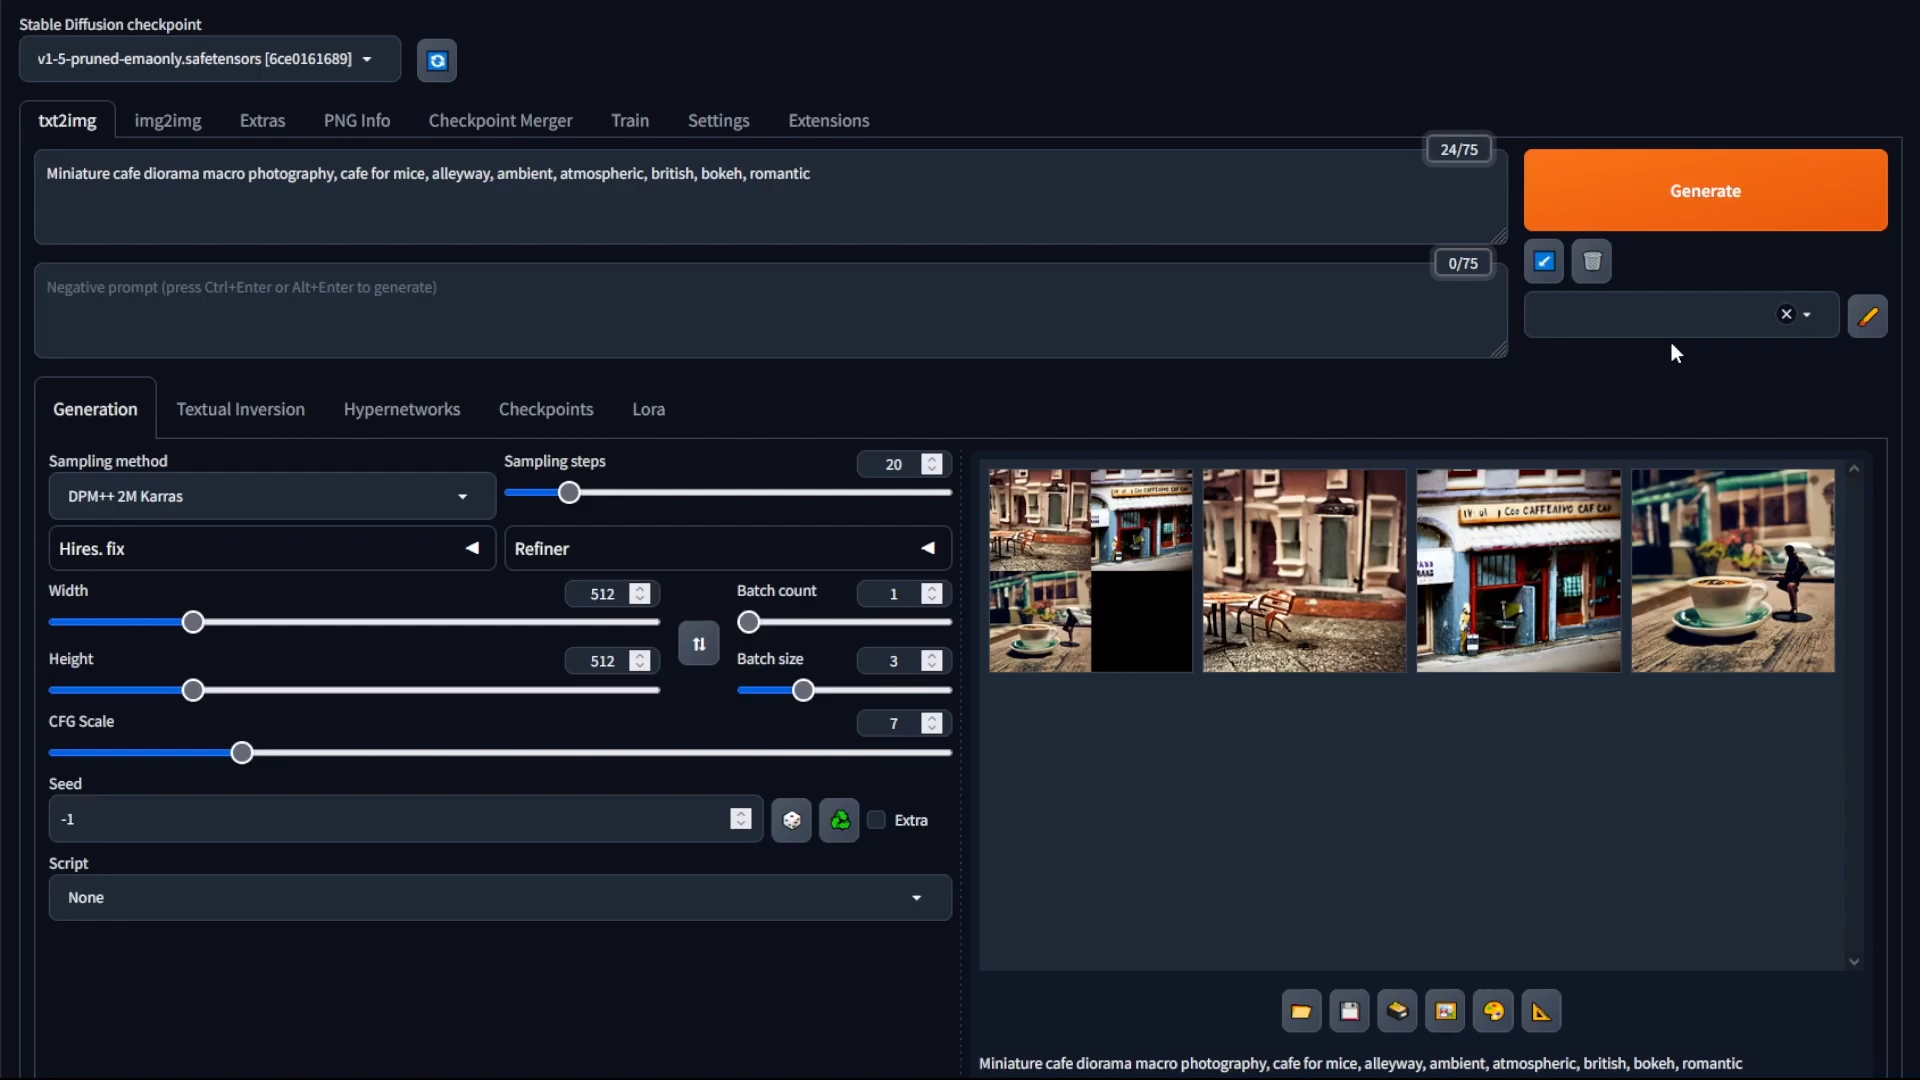 Stable Diffusion checkpoint
v1-5-pruned-emaonly.safetensors [6ce0161689]
txt2img
img2img
Extras
PNG Info
Checkpoint Merger
Train
Settings
Extensions
24/75
Miniature cafe diorama macro photography, cafe for mice, alleyway, ambient, atmospheric, british, bokeh, romantic
Generate
0/75
Negative prompt (press Ctrl+Enter or Alt+Enter to generate)
Generation
Textual Inversion
Hypernetworks
Checkpoints
Lora
Sampling method
Sampling steps
20
DPM++ 2M Karras
Hires. fix
Refiner
Width
512
Batch count
1
Height
512
Batch size
3
CFG Scale
7
Seed
-1
Extra
Script
None
Miniature cafe diorama macro photography, cafe for mice, alleyway, ambient, atmospheric, british, bokeh, romantic